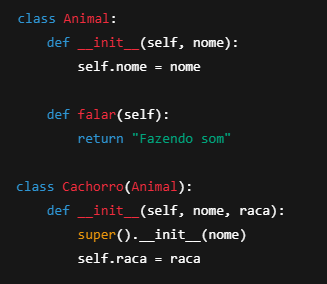 class Animal:
    def __init__(self, nome):
        self.nome = nome

    def falar(self):
        return "Fazendo som"

class Cachorro(Animal):
    def __init__(self, nome, raca):
        super().__init__(nome)
        self.raca = raca